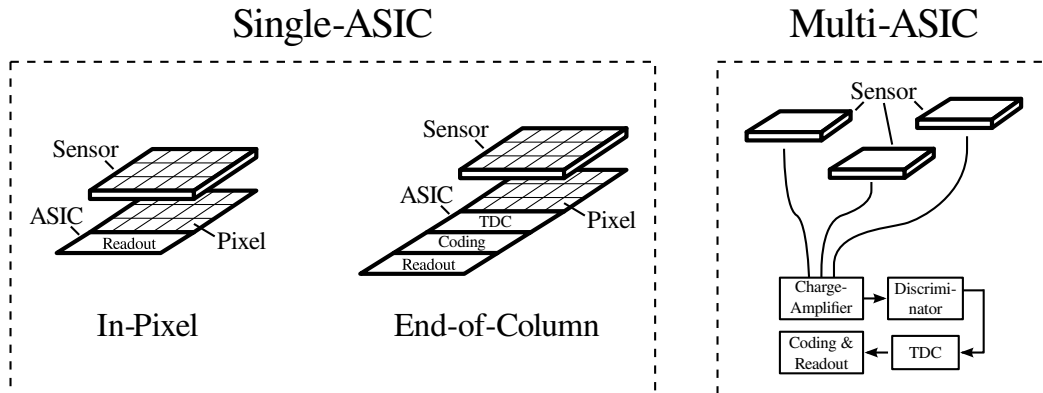 Single-ASIC
Multi-ASIC
Sensor
ASIC
Readout
Pixel
In-Pixel
Sensor
ASIC
TDC
Coding
Readout
End-of-Column
Sensor
Charge-
Amplifier
Discrimi-
nator
Coding &
Readout
TDC